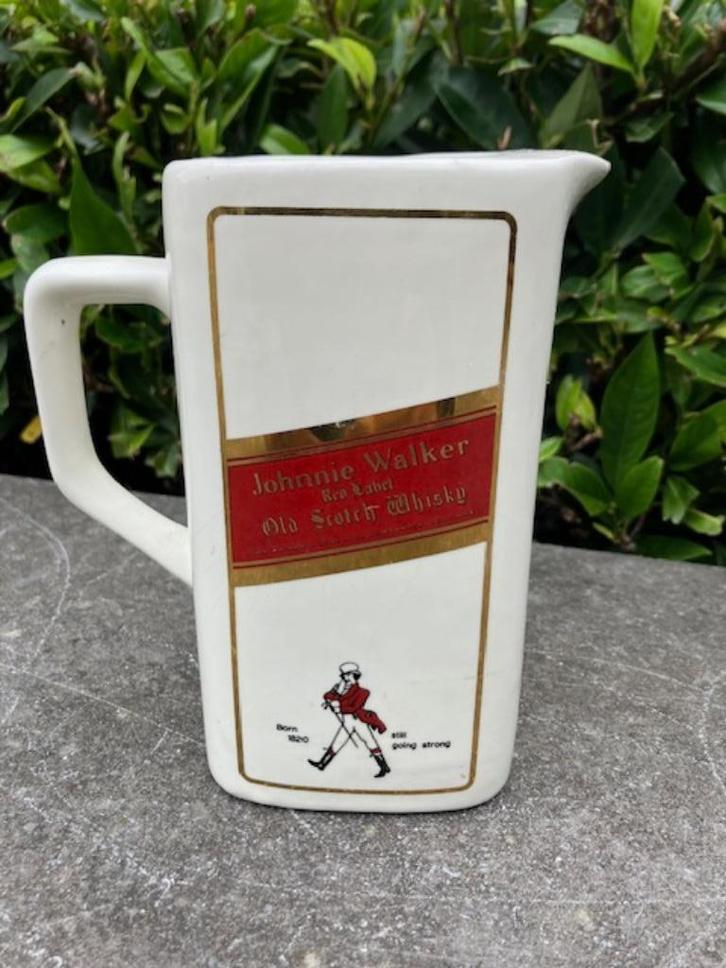 Johnnie Walker
Red Label
Old Scotch Whisky
Born
1820
still
going strong